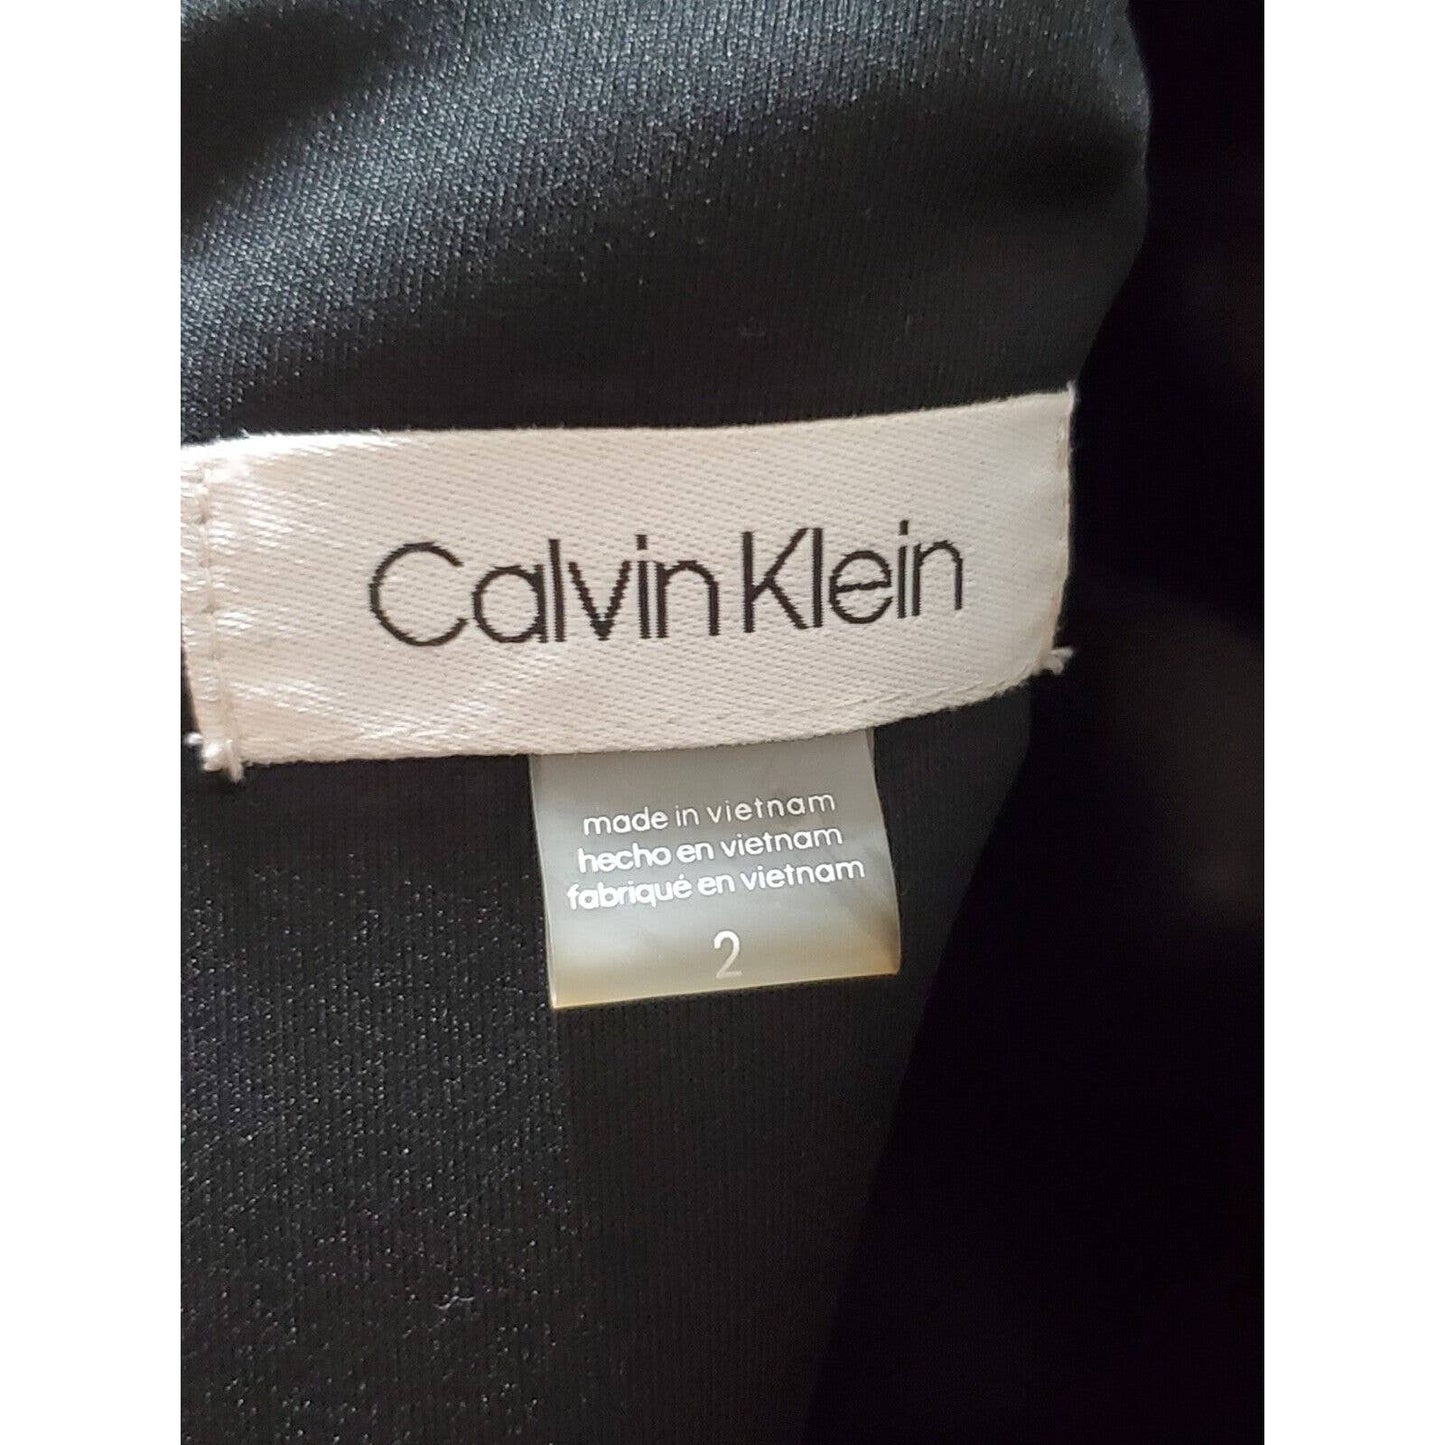 Calvin Klein
made in vietnam
hecho en vietnam
fabriqué en vietnam
2